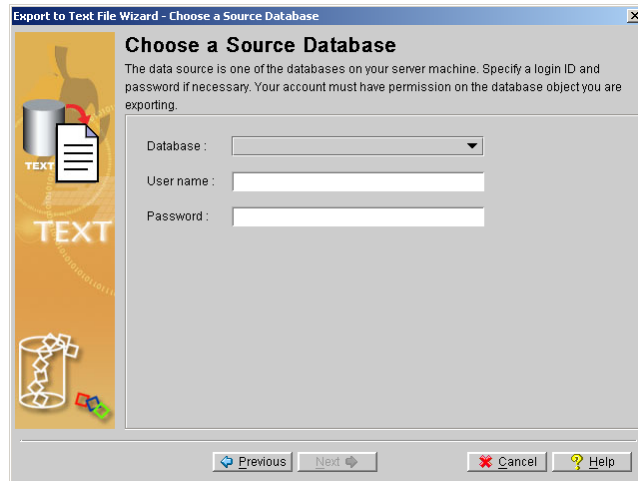 Export to Text File Wizard - Choose a Source Database
Choose a Source Database
The data source is one of the databases on your server machine. Specify a login ID and
password if necessary. Your account must have permission on the database object you are
exporting.
TEXT
TEXT
Database :
User name :
Password :
Previous
Next
Cancel
Help